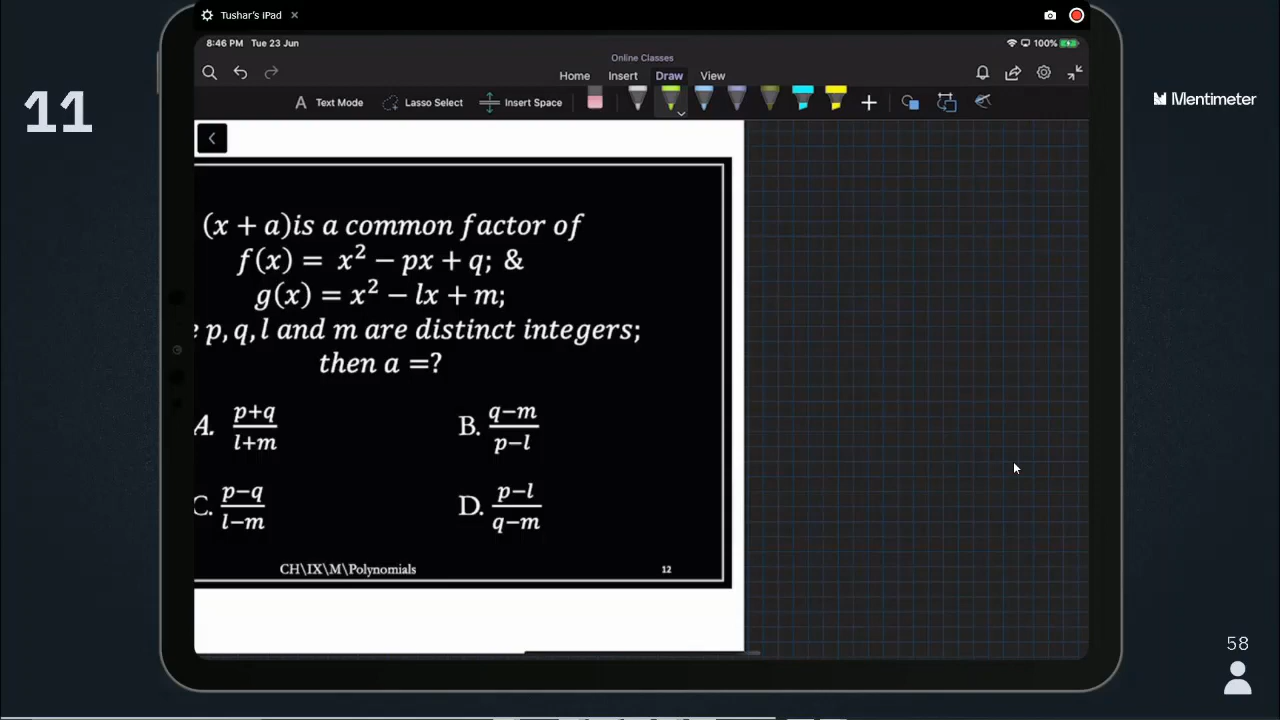 Tushar's iPad
8:46 PM Tue 23 Jun
100%
Online Classes
Home Insert Draw View
Text Mode Lasso Select Insert Space
11
Mentimeter
(x + a)is a common factor of
f(x) = x² − px + q; &
g(x) = x² − lx + m;
e p, q, l and m are distinct integers;
then a =?
A. p+q/l+m B. q−m/p−l
C. p−q/l−m D. p−l/q−m
CH\IX\M\Polynomials 12
58